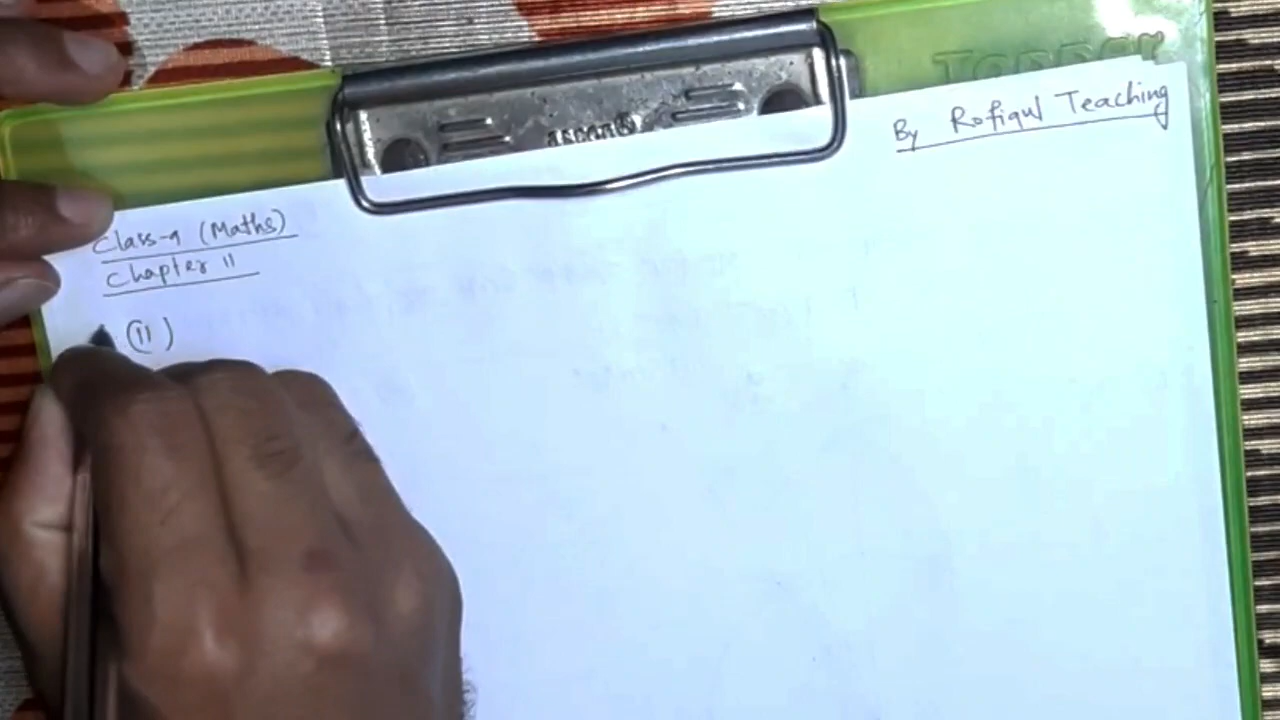 By Rofiqul Teaching
Class-9 (Maths)
Chapter 11
(11)